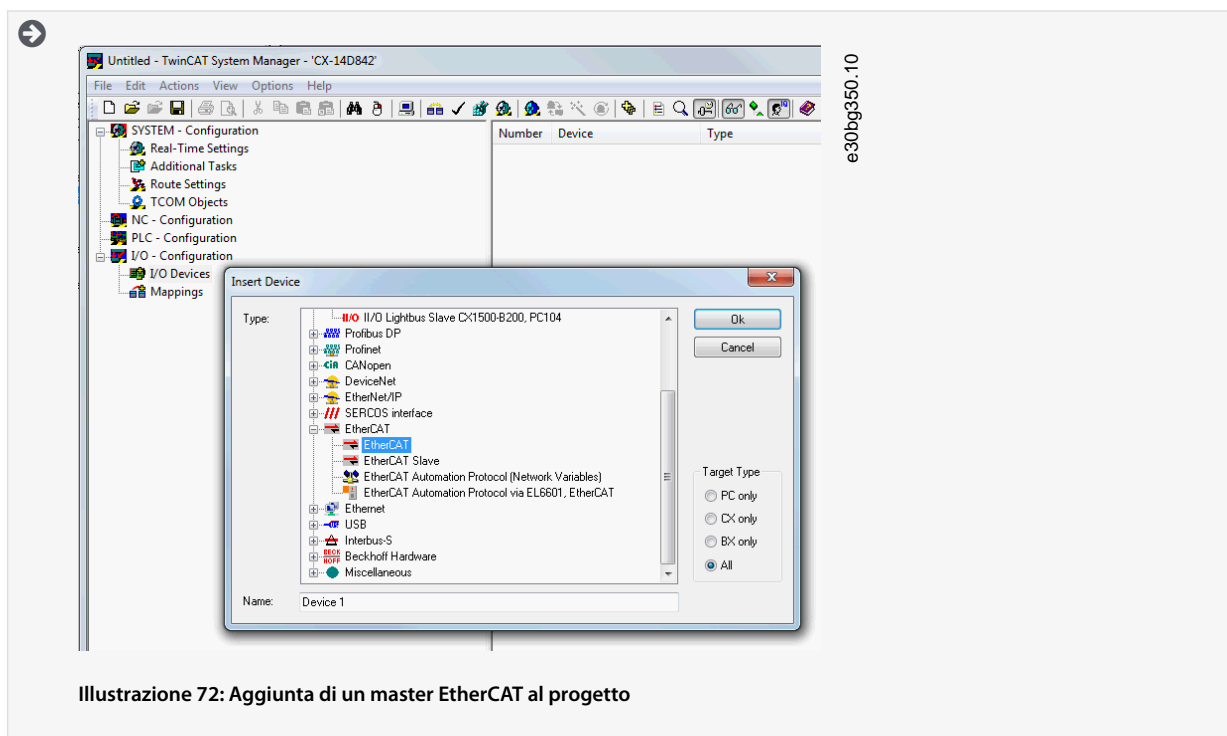 Untitled - TwinCAT System Manager - 'CX-14D842'
File Edit Actions View Options Help
SYSTEM - Configuration
Real-Time Settings
Additional Tasks
Route Settings
TCOM Objects
NC - Configuration
PLC - Configuration
I/O - Configuration
I/O Devices
Mappings
Number Device Type
Insert Device
Type:
II/O II/O Lightbus Slave CX1500-B200, PC104
Profibus DP
Profinet
CiA CANopen
DeviceNet
EtherNet/IP
SERCOS interface
EtherCAT
EtherCAT
EtherCAT Slave
EtherCAT Automation Protocol (Network Variables)
EtherCAT Automation Protocol via EL6601, EtherCAT
Ethernet
USB
Interbus-S
BECKHOFF Beckhoff Hardware
Miscellaneous
Ok
Cancel
Target Type
PC only
CX only
BX only
All
Name: Device 1
e30bg350.10
Illustrazione 72: Aggiunta di un master EtherCAT al progetto